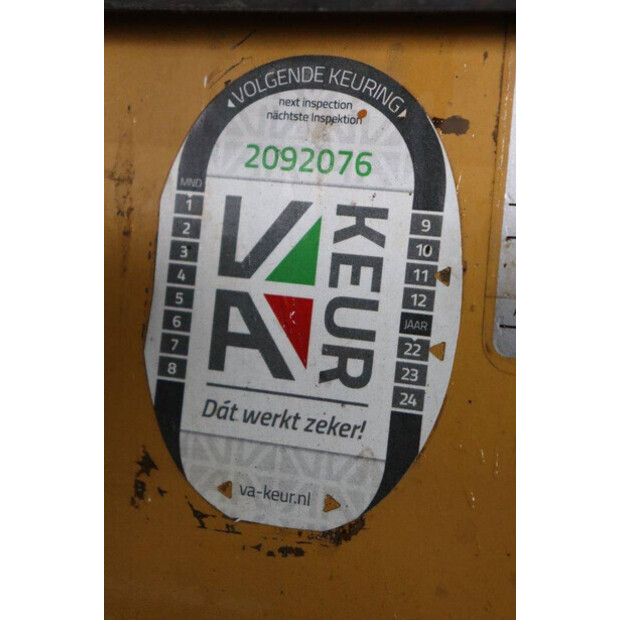 VOLGENDE KEURING
next inspection
nächtste Inspektion
2092076
MND
1
2
3
4
5
6
7
8
VA
KEUR
9
10
11
12
JAAR
22
23
24
Dát werkt zeker!
va-keur.nl